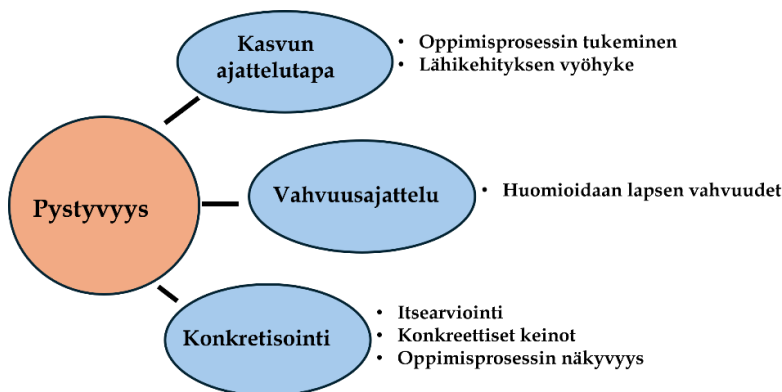 Pystyvyys
Kasvun
ajattelutapa
• Oppimisprosessin tukeminen
• Lähikehityksen vyöhyke
Vahvuusajattelu
• Huomioidaan lapsen vahvuudet
Konkretisointi
• Itsearviointi
• Konkreettiset keinot
• Oppimisprosessin näkyvyys